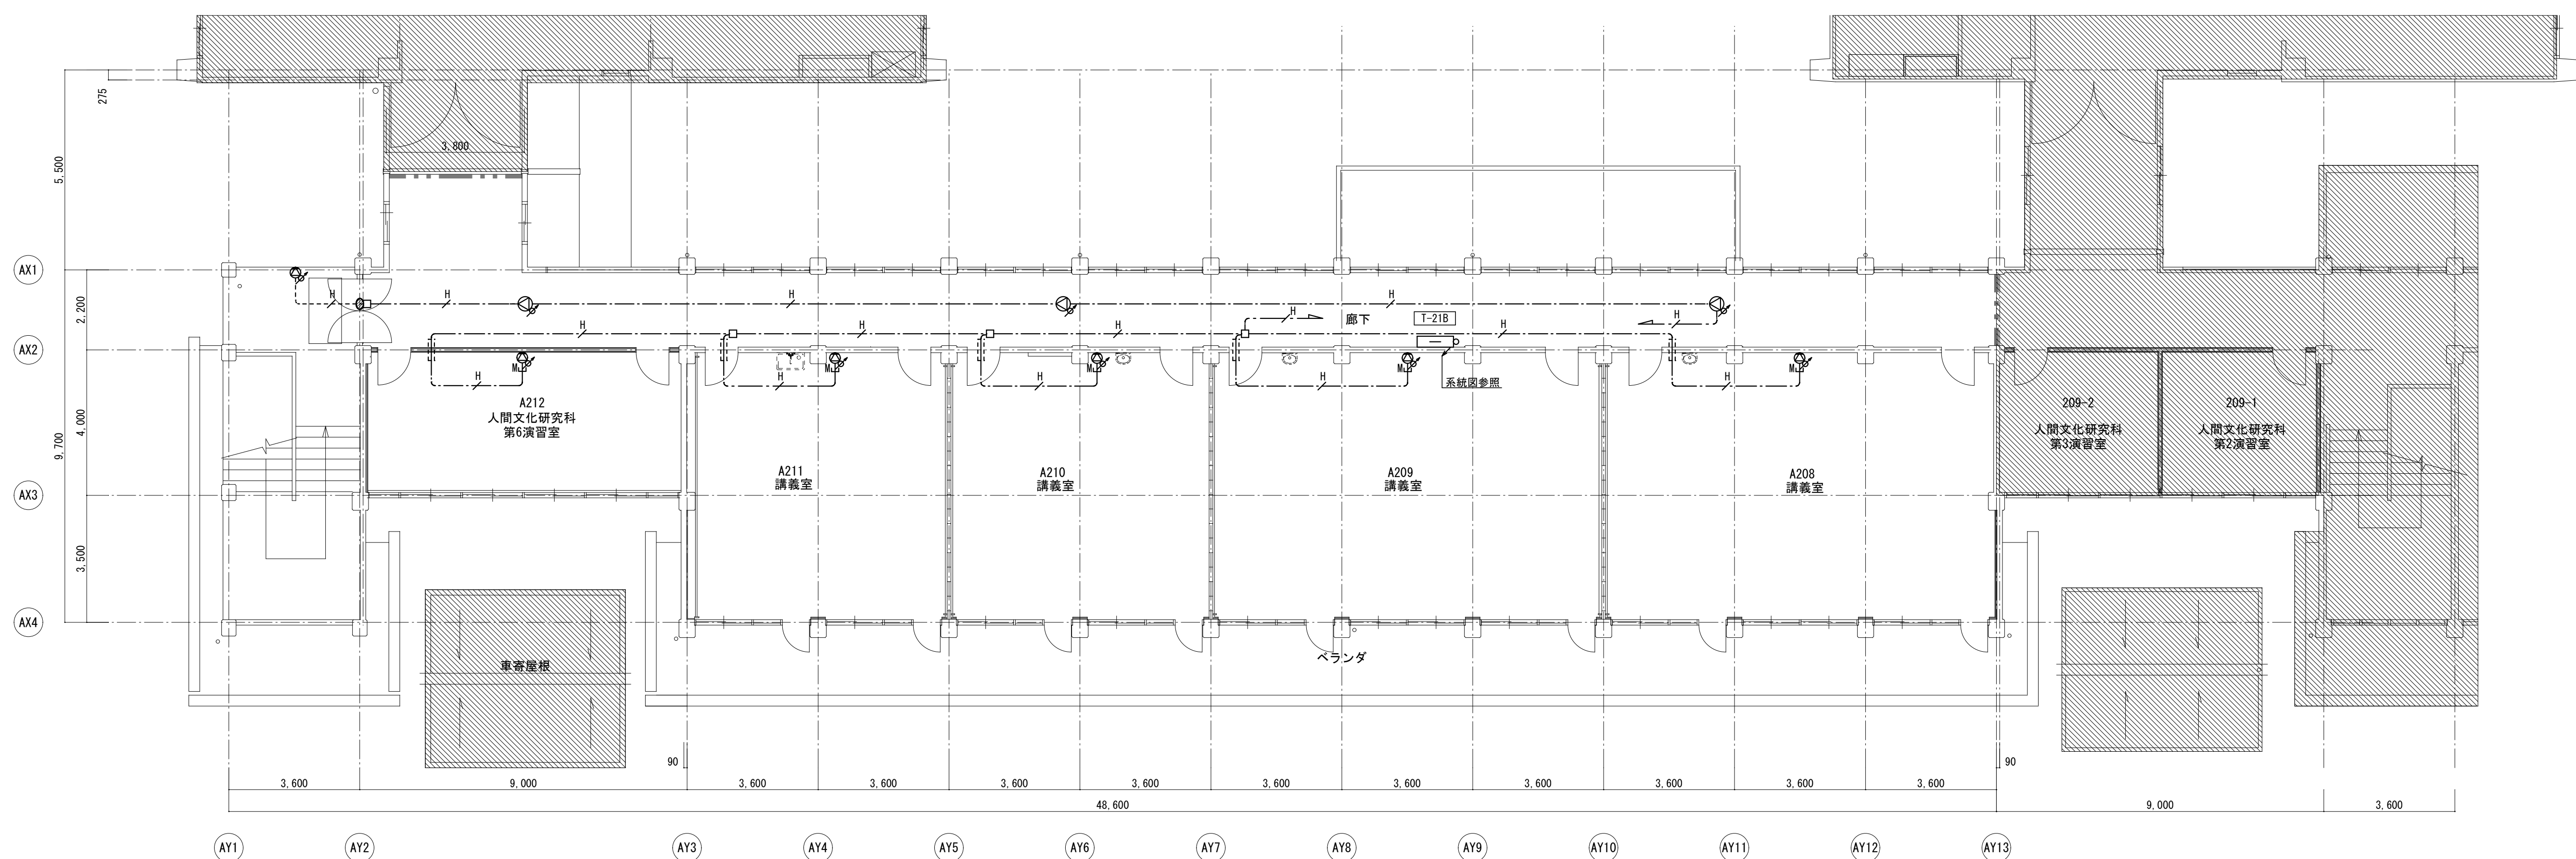 275
3,800
5,500
AX1
H
H
H
H
H
H
廊下
T-21B
2,200
H
H
H
H
AX2
M
M
M
M
M
H
H
H
H
H
系統図参照
A212
人間文化研究科
第6演習室
209-2
人間文化研究科
第3演習室
209-1
人間文化研究科
第2演習室
4,000
9,700
A211
講義室
A210
講義室
A209
講義室
A208
講義室
AX3
3,500
AX4
車寄屋根
ベランダ
90
90
3,600
9,000
3,600
3,600
3,600
3,600
3,600
3,600
3,600
3,600
3,600
3,600
48,600
9,000
3,600
AY1
AY2
AY3
AY4
AY5
AY6
AY7
AY8
AY9
AY10
AY11
AY12
AY13